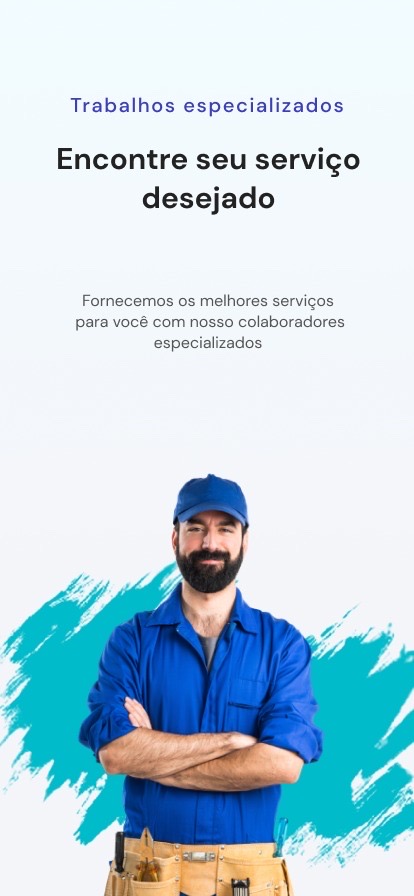 Trabalhos especializados
Encontre seu serviço
desejado
Fornecemos os melhores serviços
para você com nosso colaboradores
especializados